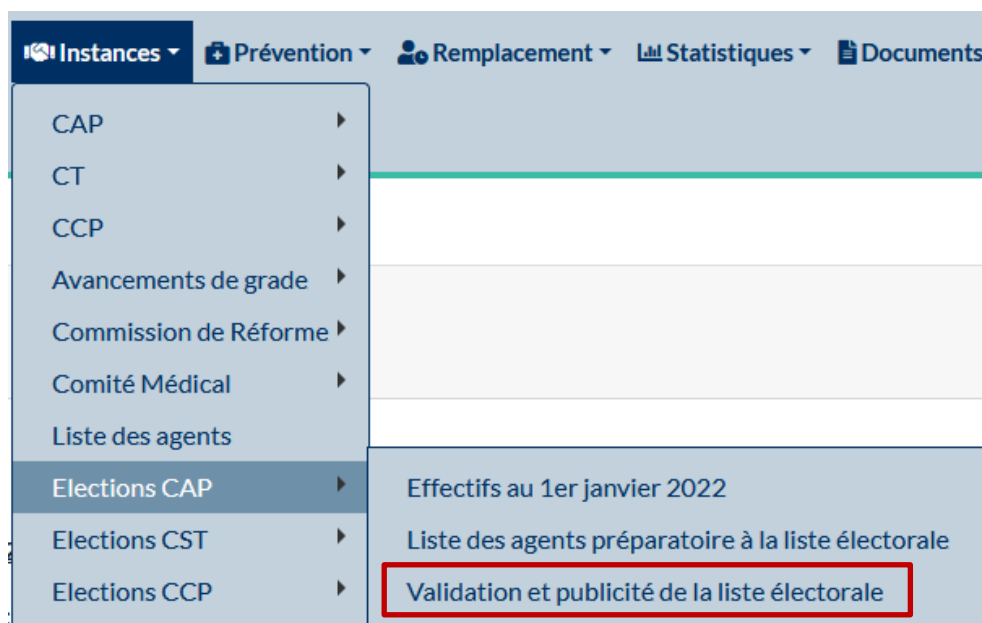 Instances Prévention Remplacement Statistiques Documents
CAP
CT
CCP
Avancements de grade
Commission de Réforme
Comité Médical
Liste des agents
Elections CAP
Effectifs au 1er janvier 2022
Elections CST
Liste des agents préparatoire à la liste électorale
Elections CCP
Validation et publicité de la liste électorale